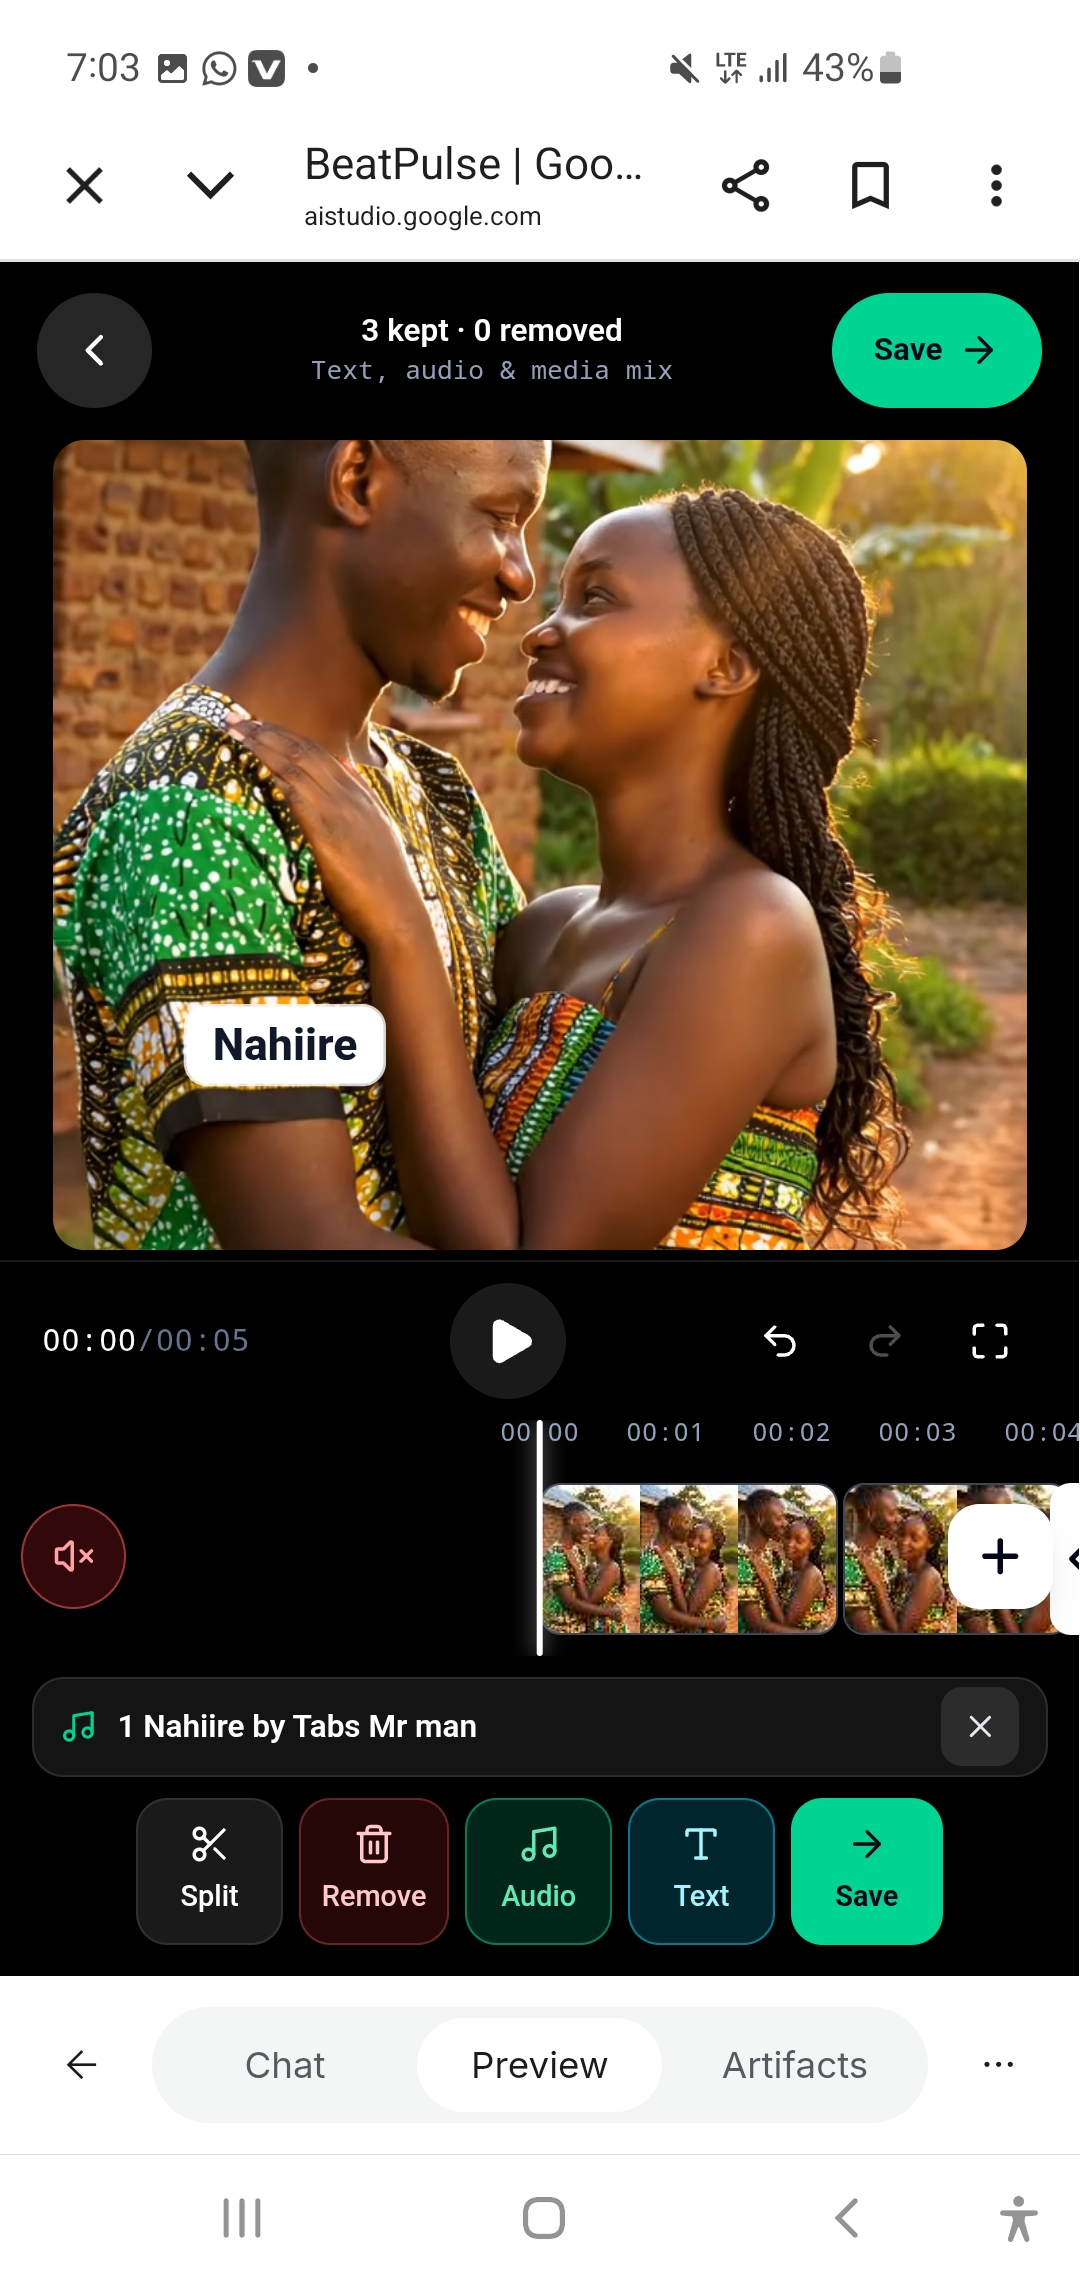 7:03
LTE
43%
BeatPulse | Goo...
aistudio.google.com
3 kept · 0 removed
Text, audio & media mix
Save
Nahiire
00:00/00:05
00:00 00:01 00:02 00:03 00:04
1 Nahiire by Tabs Mr man
Split
Remove
Audio
Text
Save
Chat
Preview
Artifacts